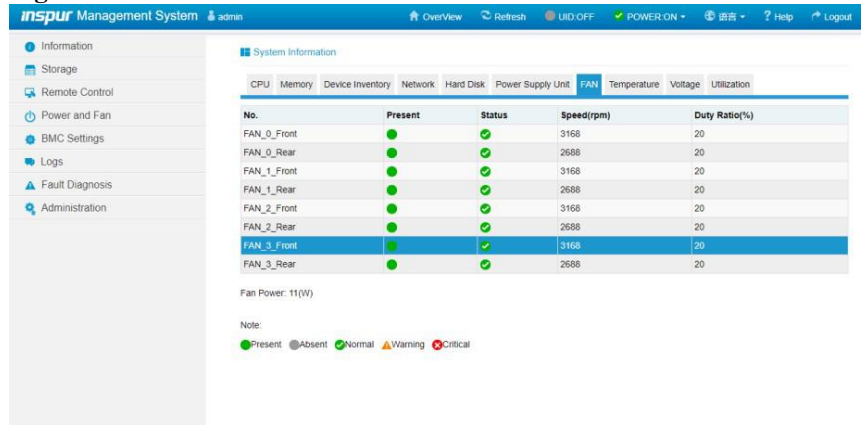 inspur Management System admin OverView Refresh UID:OFF POWER:ON 语言 ? Help Logout
Information
Storage
Remote Control
Power and Fan
BMC Settings
Logs
Fault Diagnosis
Administration
System Information
CPU Memory Device Inventory Network Hard Disk Power Supply Unit FAN Temperature Voltage Utilization
No. Present Status Speed(rpm) Duty Ratio(%)
FAN_0_Front 3168 20
FAN_0_Rear 2688 20
FAN_1_Front 3168 20
FAN_1_Rear 2688 20
FAN_2_Front 3168 20
FAN_2_Rear 2688 20
FAN_3_Front 3168 20
FAN_3_Rear 2688 20
Fan Power: 11(W)
Note:
Present Absent Normal Warning Critical